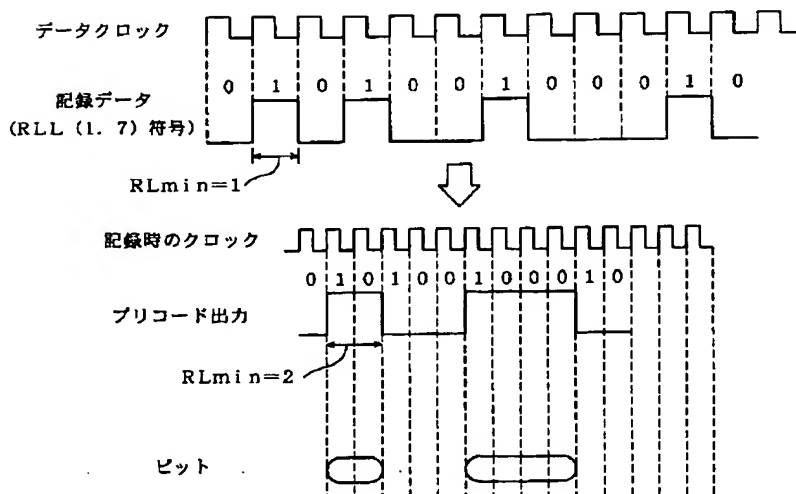 データクロック
0 1 0 1 0 0 1 0 0 0 1 0
記録データ
(RLL (1. 7) 符号)
RLmin=1
記録時のクロック
0 1 0 1 0 0 1 0 0 0 1 0
プリコード出力
RLmin=2
ピット